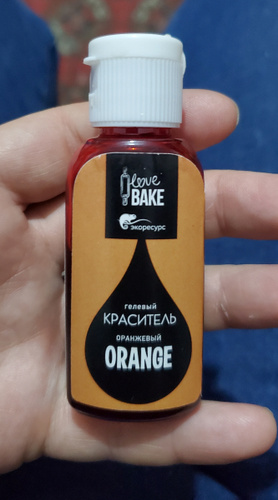 I love
BAKE
экоресурс
гелевый
КРАСИТЕЛЬ
оранжевый
ORANGE